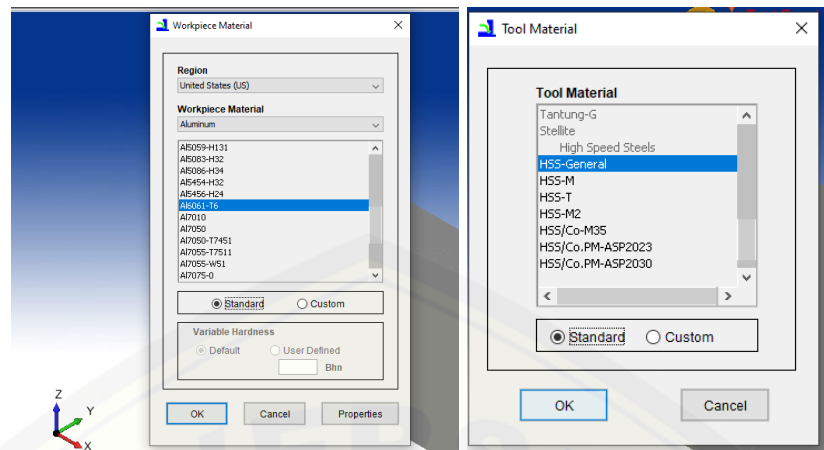 Workpiece Material
Region
United States (US)
Workpiece Material
Aluminum
Al5059-H131
Al5083-H32
Al5086-H34
Al5454-H32
Al5456-H24
Al6061-T6
Al7010
Al7050
Al7050-T7451
Al7055-T7511
Al7055-W51
Al7075-0
Standard
Custom
Variable Hardness
Default
User Defined
Bhn
OK
Cancel
Properties
Z
Y
X
Tool Material
Tool Material
Tantung-G
Stellite
High Speed Steels
HSS-General
HSS-M
HSS-T
HSS-M2
HSS/Co-M35
HSS/Co.PM-ASP2023
HSS/Co.PM-ASP2030
Standard
Custom
OK
Cancel